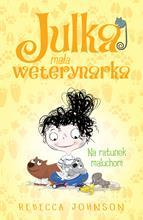 Julka
mała
weterynarka
Na ratunek
maluchom
REBECCA JOHNSON